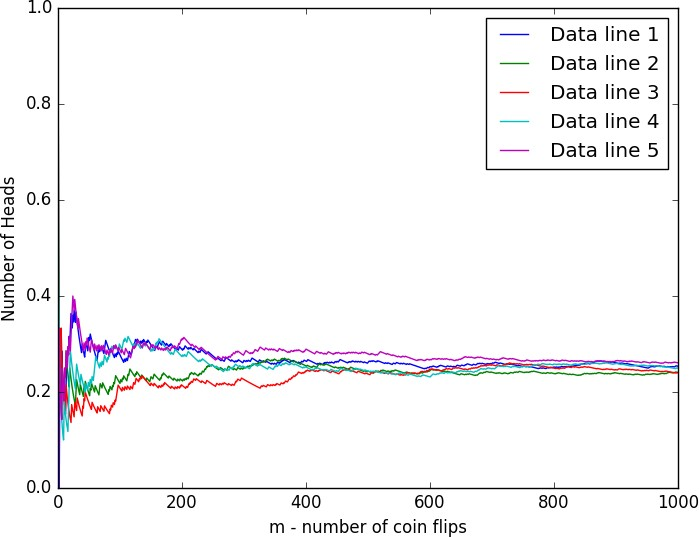 1.0
0.8
0.6
0.4
0.2
0.0
Number of Heads
Data line 1
Data line 2
Data line 3
Data line 4
Data line 5
0
200
400
600
800
1000
m - number of coin flips